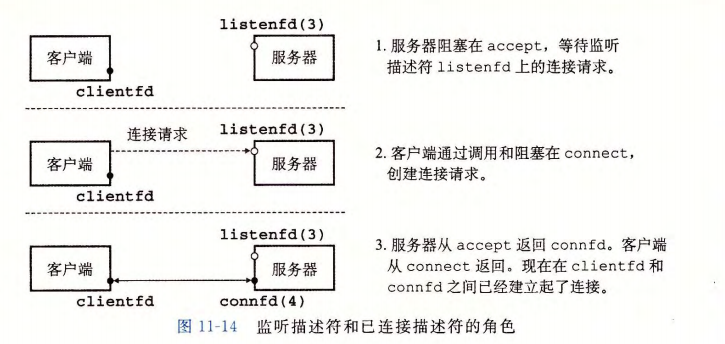 listenfd(3)
客户端
服务器
clientfd
1. 服务器阻塞在 accept，等待监听
描述符 listenfd 上的连接请求。
连接请求
listenfd(3)
客户端
服务器
clientfd
2. 客户端通过调用和阻塞在 connect，
创建连接请求。
listenfd(3)
客户端
服务器
clientfd
connfd(4)
3. 服务器从 accept 返回 connfd。客户端
从 connect 返回。现在在 clientfd 和
connfd 之间已经建立起了连接。
图 11-14 监听描述符和已连接描述符的角色